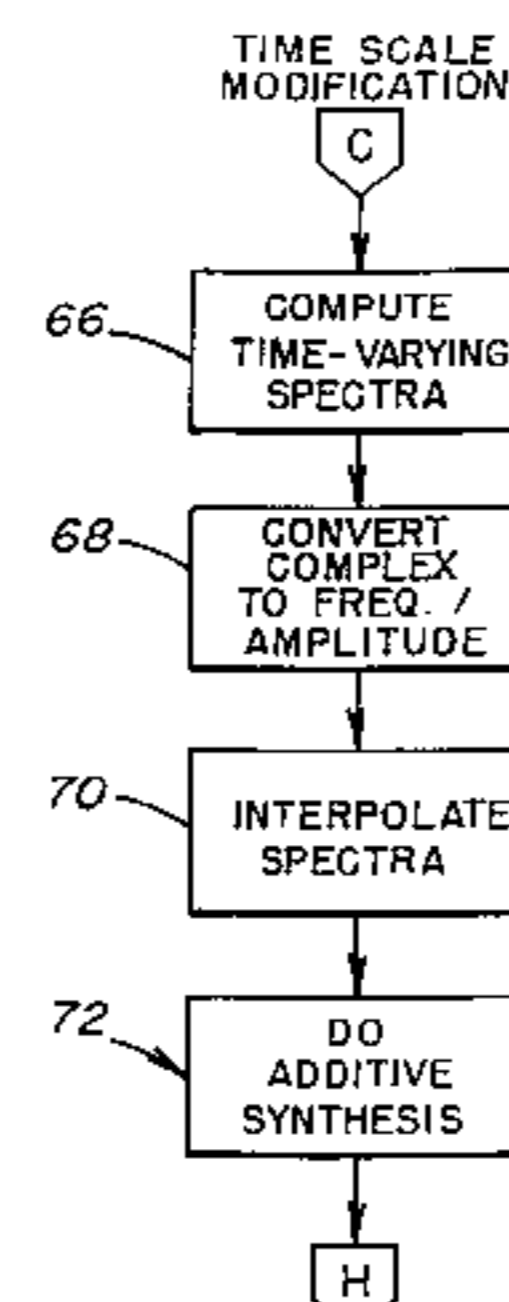 TIME SCALE
MODIFICATION
C
66
COMPUTE
TIME-VARYING
SPECTRA
68
CONVERT
COMPLEX
TO FREQ. /
AMPLITUDE
70
INTERPOLATE
SPECTRA
72
DO
ADDITIVE
SYNTHESIS
H